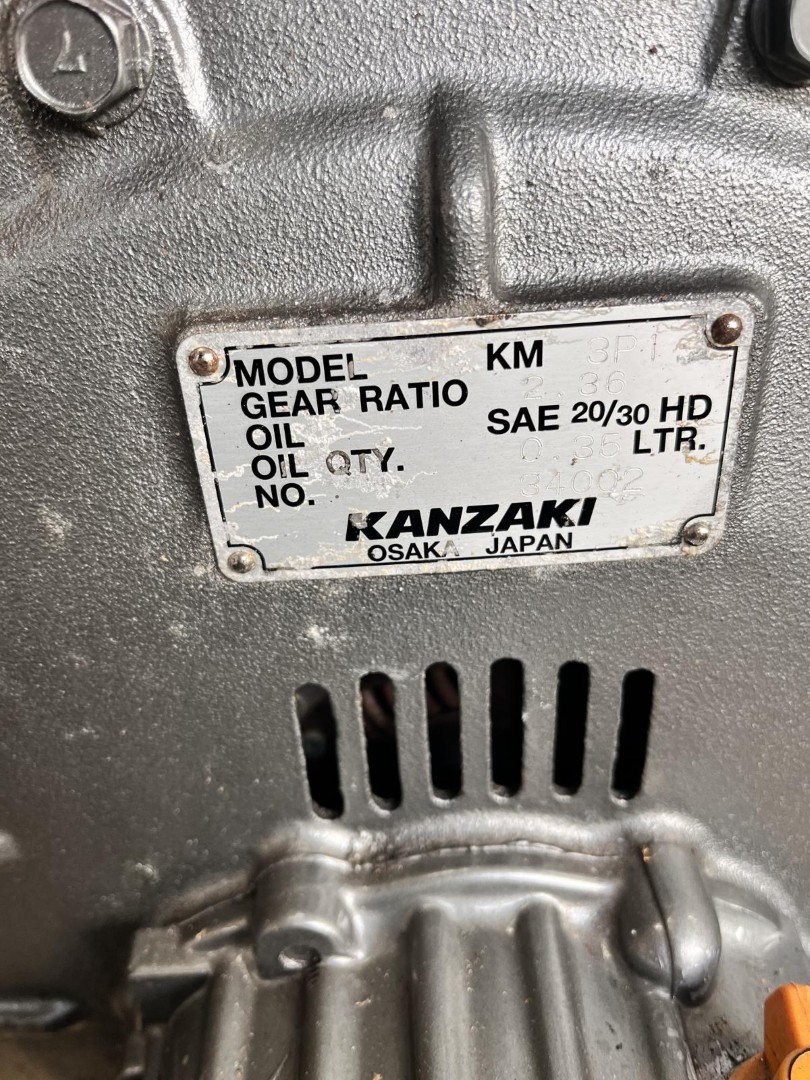 7
MODEL KM 3P1
GEAR RATIO 2.36
OIL SAE 20/30 HD
OIL QTY. 0.35 LTR.
NO. 34002
KANZAKI
OSAKA JAPAN